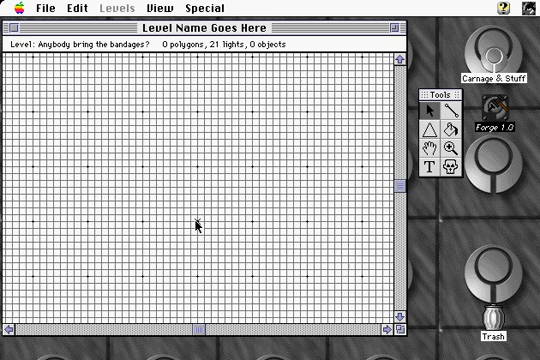 File Edit Levels View Special
Level Name Goes Here
Level: Anybody bring the bandages? 0 polygons, 21 lights, 0 objects
Carnage & Stuff
Tools
Forge 1.0
T
Trash